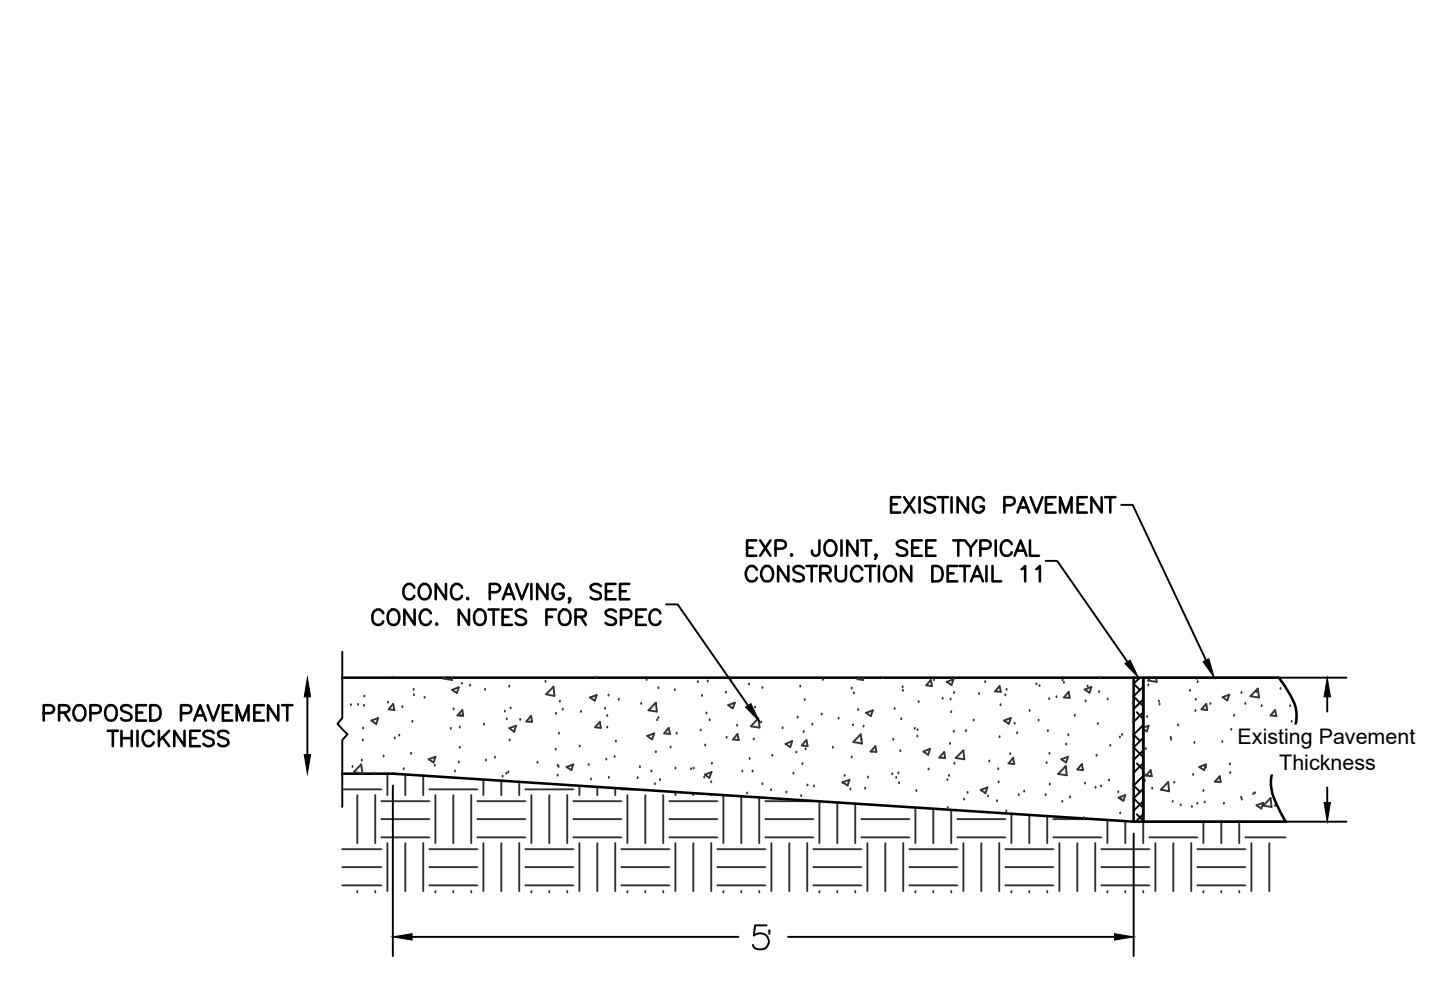 EXISTING PAVEMENT
EXP. JOINT, SEE TYPICAL
CONSTRUCTION DETAIL 11
CONC. PAVING, SEE
CONC. NOTES FOR SPEC
PROPOSED PAVEMENT
THICKNESS
Existing Pavement
Thickness
5'